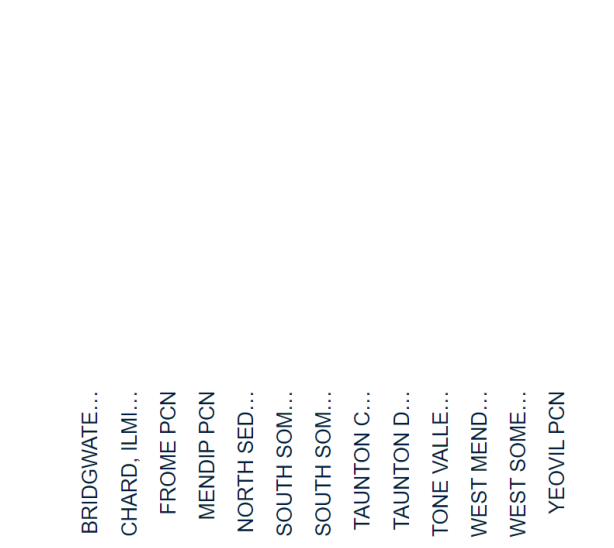 BRIDGWATE...
CHARD, ILMI...
FROME PCN
MENDIP PCN
NORTH SED...
SOUTH SOM...
SOUTH SOM...
TAUNTON C...
TAUNTON D...
TONE VALLE...
WEST MEND...
WEST SOME...
YEOVIL PCN